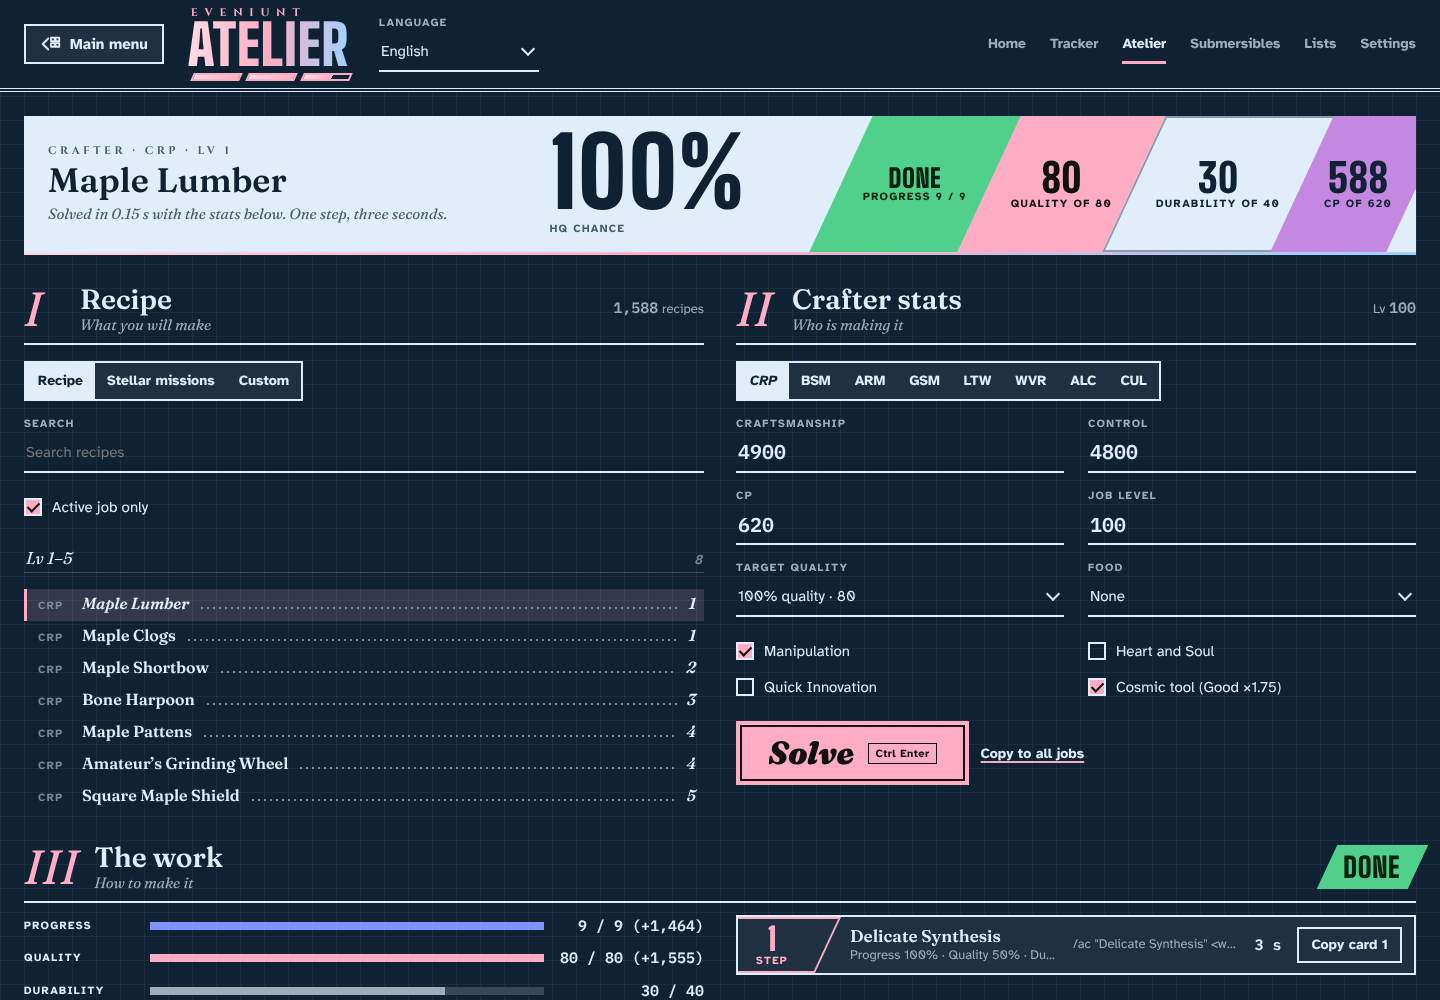 Main menu
EVENIUNT
ATELIER
LANGUAGE
English
Home Tracker Atelier Submersibles Lists Settings
CRAFTER · CRP · LV 1
Maple Lumber
Solved in 0.15 s with the stats below. One step, three seconds.
100%
HQ CHANCE
DONE
PROGRESS 9 / 9
80
QUALITY OF 80
30
DURABILITY OF 40
588
CP OF 620
I
Recipe
What you will make
1,588 recipes
Recipe Stellar missions Custom
SEARCH
Search recipes
Active job only
Lv 1–5 8
CRP Maple Lumber 1
CRP Maple Clogs 1
CRP Maple Shortbow 2
CRP Bone Harpoon 3
CRP Maple Pattens 4
CRP Amateur’s Grinding Wheel 4
CRP Square Maple Shield 5
II
Crafter stats
Who is making it
Lv 100
CRP BSM ARM GSM LTW WVR ALC CUL
CRAFTSMANSHIP
4900
CONTROL
4800
CP
620
JOB LEVEL
100
TARGET QUALITY
100% quality · 80
FOOD
None
Manipulation
Heart and Soul
Quick Innovation
Cosmic tool (Good ×1.75)
Solve Ctrl Enter
Copy to all jobs
III
The work
How to make it
DONE
PROGRESS 9 / 9 (+1,464)
QUALITY 80 / 80 (+1,555)
DURABILITY 30 / 40
1
STEP
Delicate Synthesis
Progress 100% · Quality 50% · Du...
/ac "Delicate Synthesis" <w...
3 s
Copy card 1